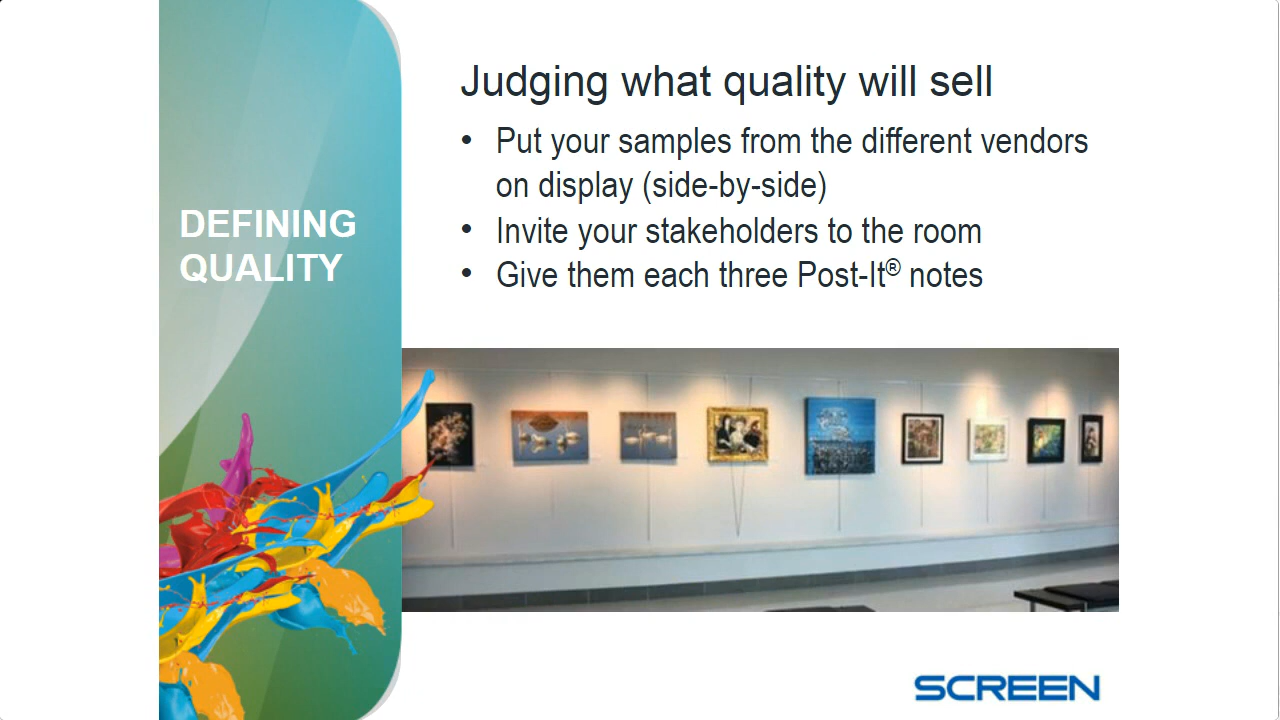 DEFINING
QUALITY
Judging what quality will sell
• Put your samples from the different vendors
on display (side-by-side)
• Invite your stakeholders to the room
• Give them each three Post-It® notes
SCREEN